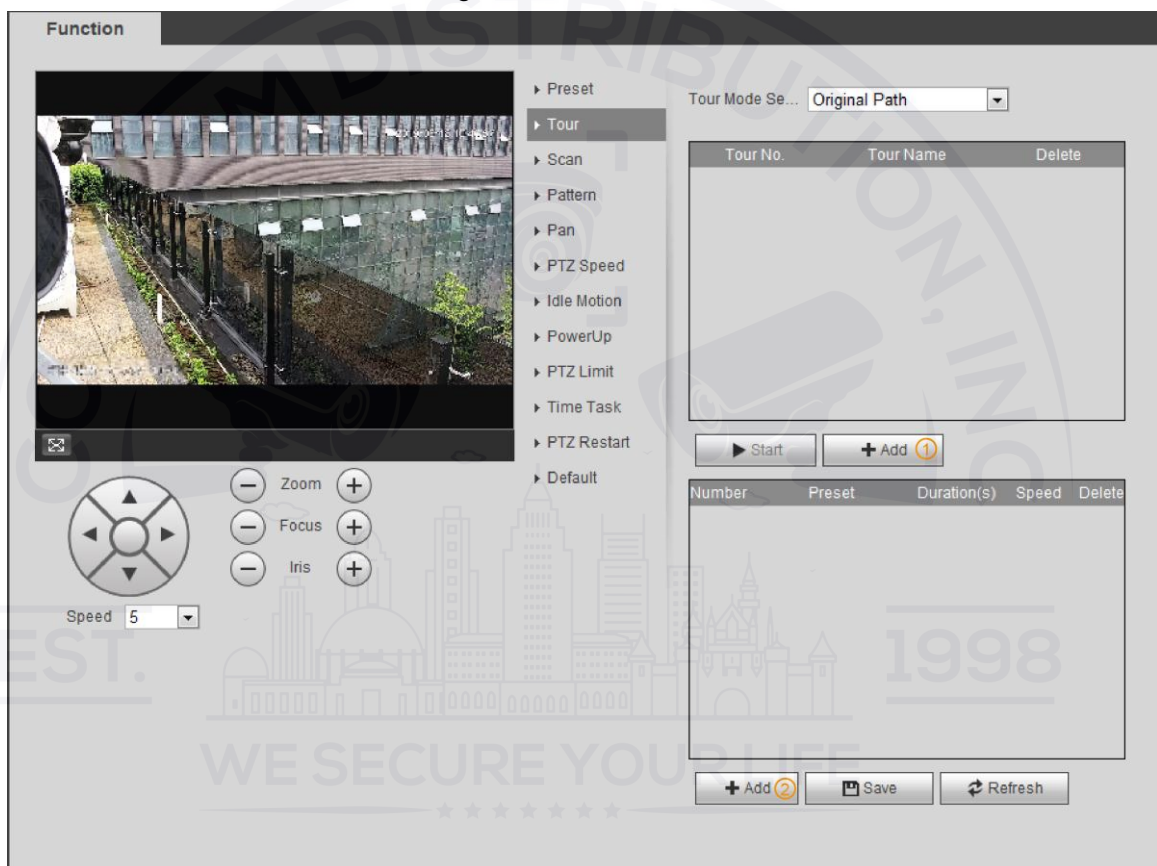 Function
Preset
Tour
Scan
Pattern
Pan
PTZ Speed
Idle Motion
PowerUp
PTZ Limit
Time Task
PTZ Restart
Default
Zoom
Focus
Iris
Speed 5
Tour Mode Se... Original Path
Tour No. Tour Name Delete
Start Add 1
Number Preset Duration(s) Speed Delete
Add 2 Save Refresh
DISTRIBUTION, INC
EST. 1998
WE SECURE YOUR LIFE